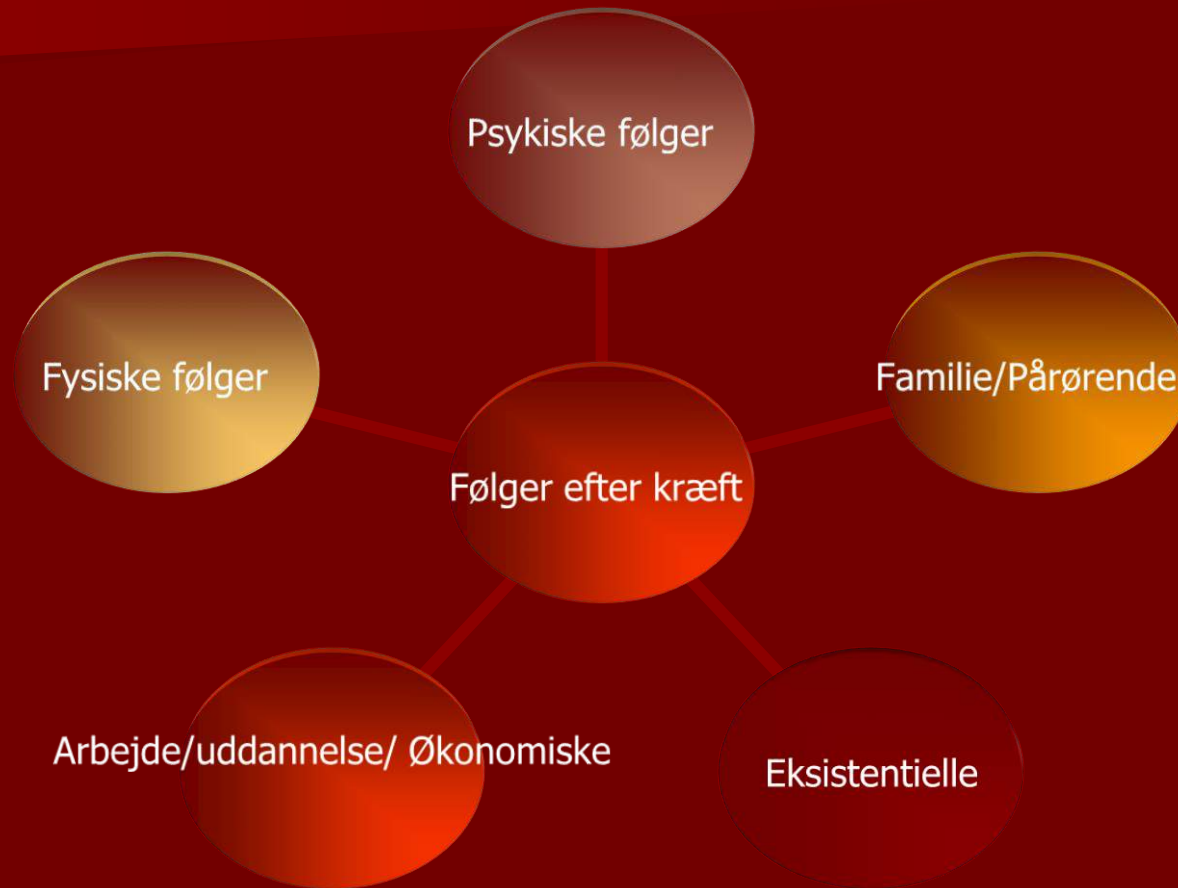 Psykiske følger
Fysiske følger
Familie/Pårørende
Følger efter kræft
Arbejde/uddannelse/ Økonomiske
Eksistentielle